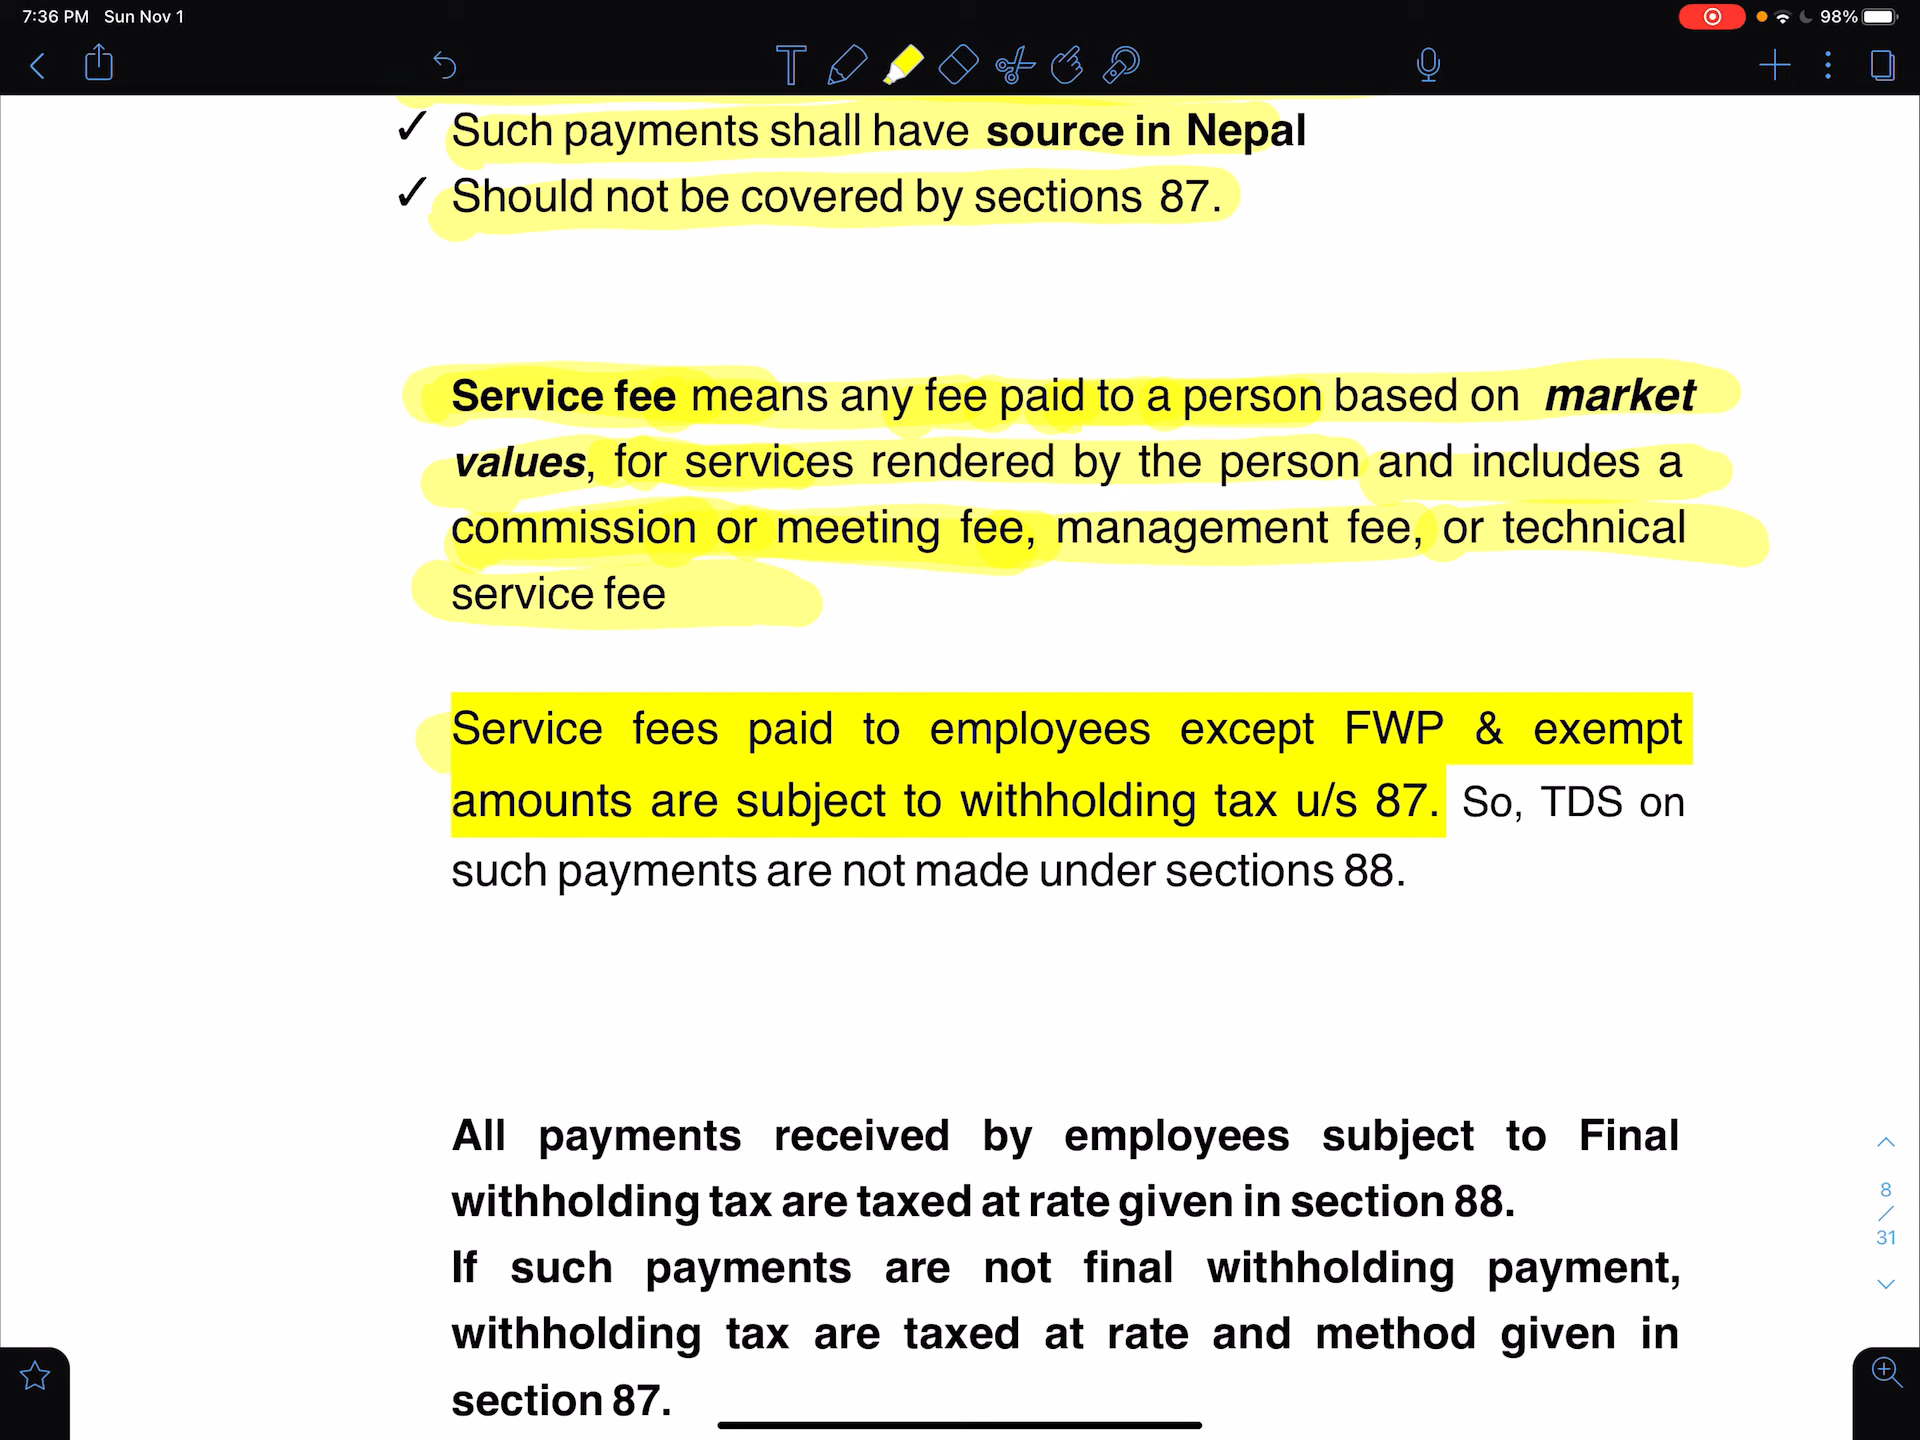 7:36 PM Sun Nov 1
98%
✓ Such payments shall have source in Nepal
✓ Should not be covered by sections 87.
Service fee means any fee paid to a person based on market
values, for services rendered by the person and includes a
commission or meeting fee, management fee, or technical
service fee
Service fees paid to employees except FWP & exempt
amounts are subject to withholding tax u/s 87. So, TDS on
such payments are not made under sections 88.
All payments received by employees subject to Final
withholding tax are taxed at rate given in section 88.
If such payments are not final withholding payment,
withholding tax are taxed at rate and method given in
section 87.
8
/
31